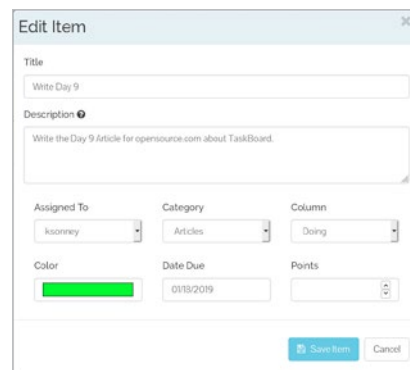 Edit Item
Title
Write Day 9
Description
Write the Day 9 Article for opensource.com about TaskBoard.
Assigned To Category Column
ksonney Articles Doing
Color Date Due Points
01/13/2019
Save Item Cancel